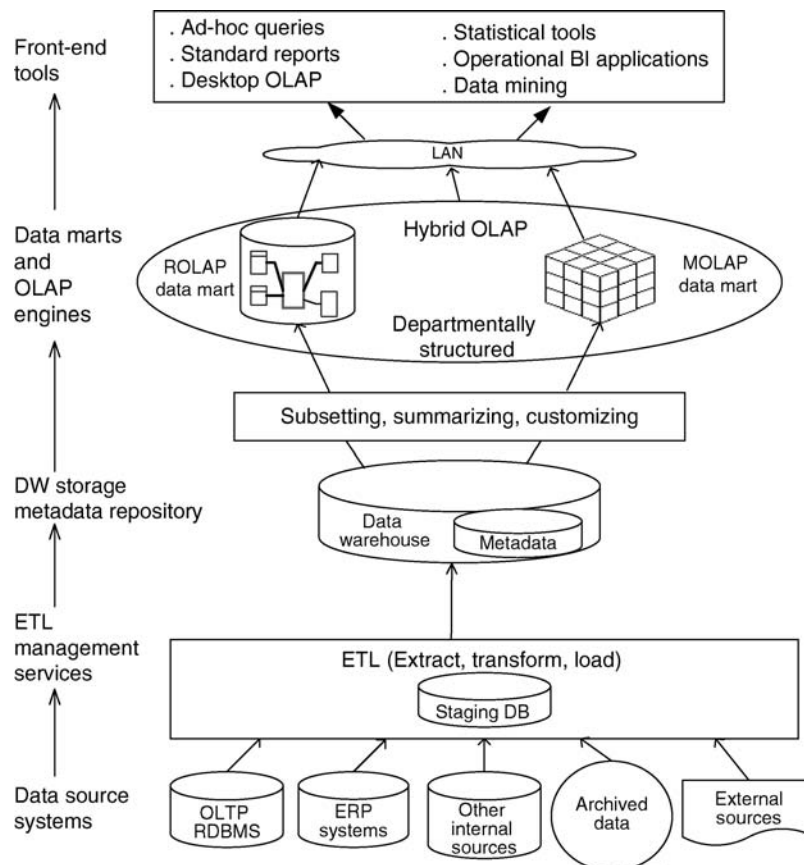 Front-end
tools
. Ad-hoc queries
. Standard reports
. Desktop OLAP
. Statistical tools
. Operational BI applications
. Data mining
LAN
Data marts
and
OLAP
engines
Hybrid OLAP
ROLAP
data mart
MOLAP
data mart
Departmentally
structured
Subsetting, summarizing, customizing
DW storage
metadata repository
Data
warehouse
Metadata
ETL
management
services
ETL (Extract, transform, load)
Staging DB
Data source
systems
OLTP
RDBMS
ERP
systems
Other
internal
sources
Archived
data
External
sources